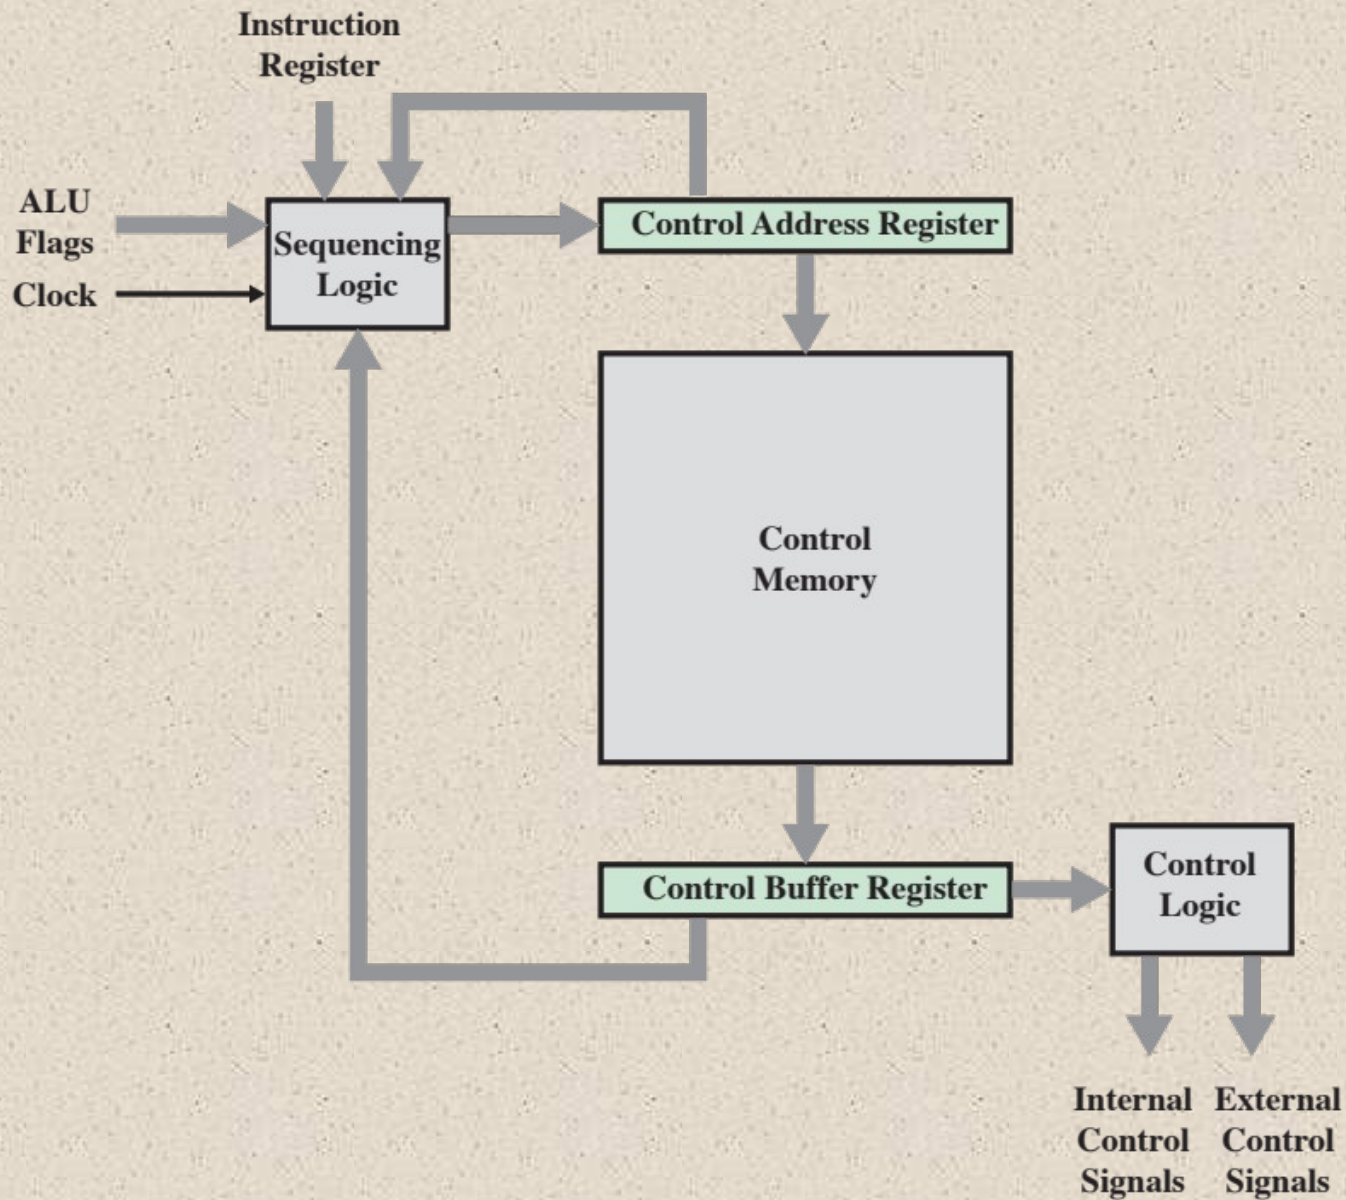 Instruction
Register
ALU
Flags
Clock
Sequencing
Logic
Control Address Register
Control
Memory
Control Buffer Register
Control
Logic
Internal
Control
Signals
External
Control
Signals